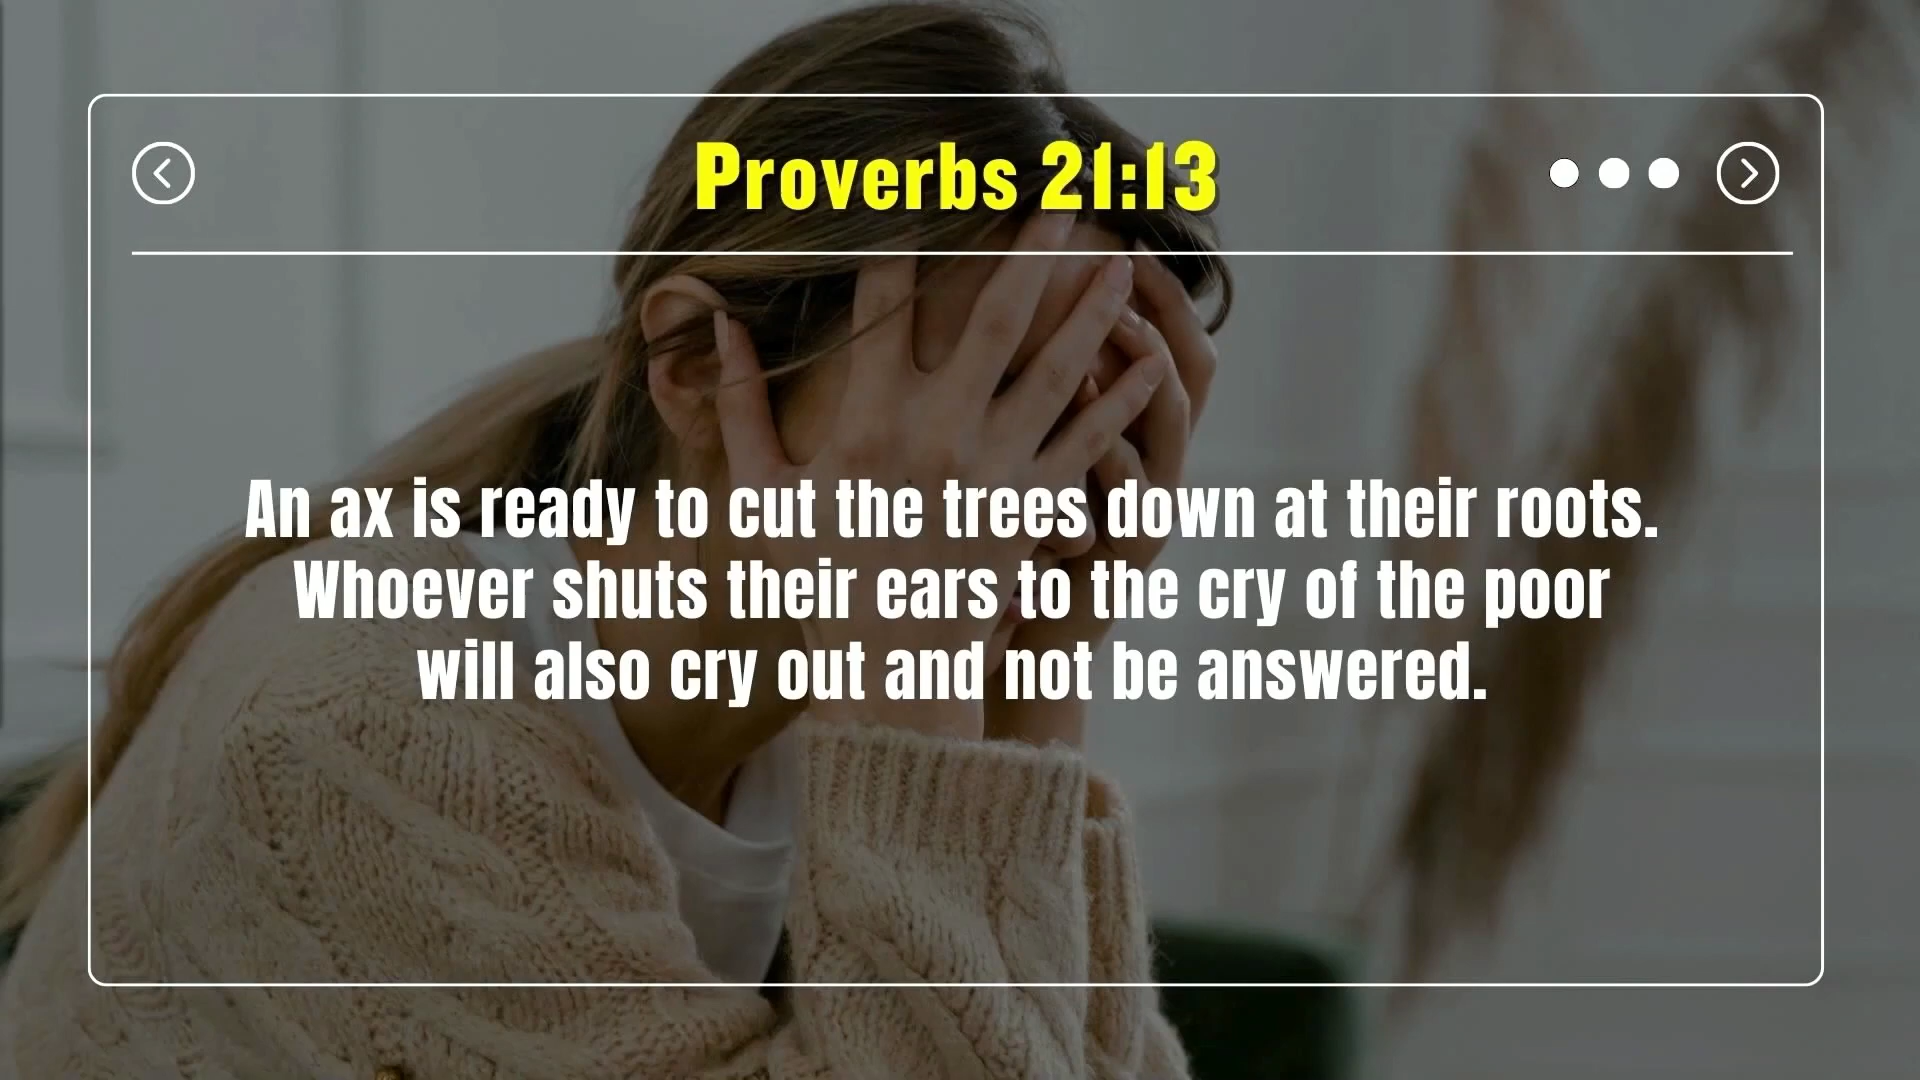 Proverbs 21:13
An ax is ready to cut the trees down at their roots.
Whoever shuts their ears to the cry of the poor
will also cry out and not be answered.